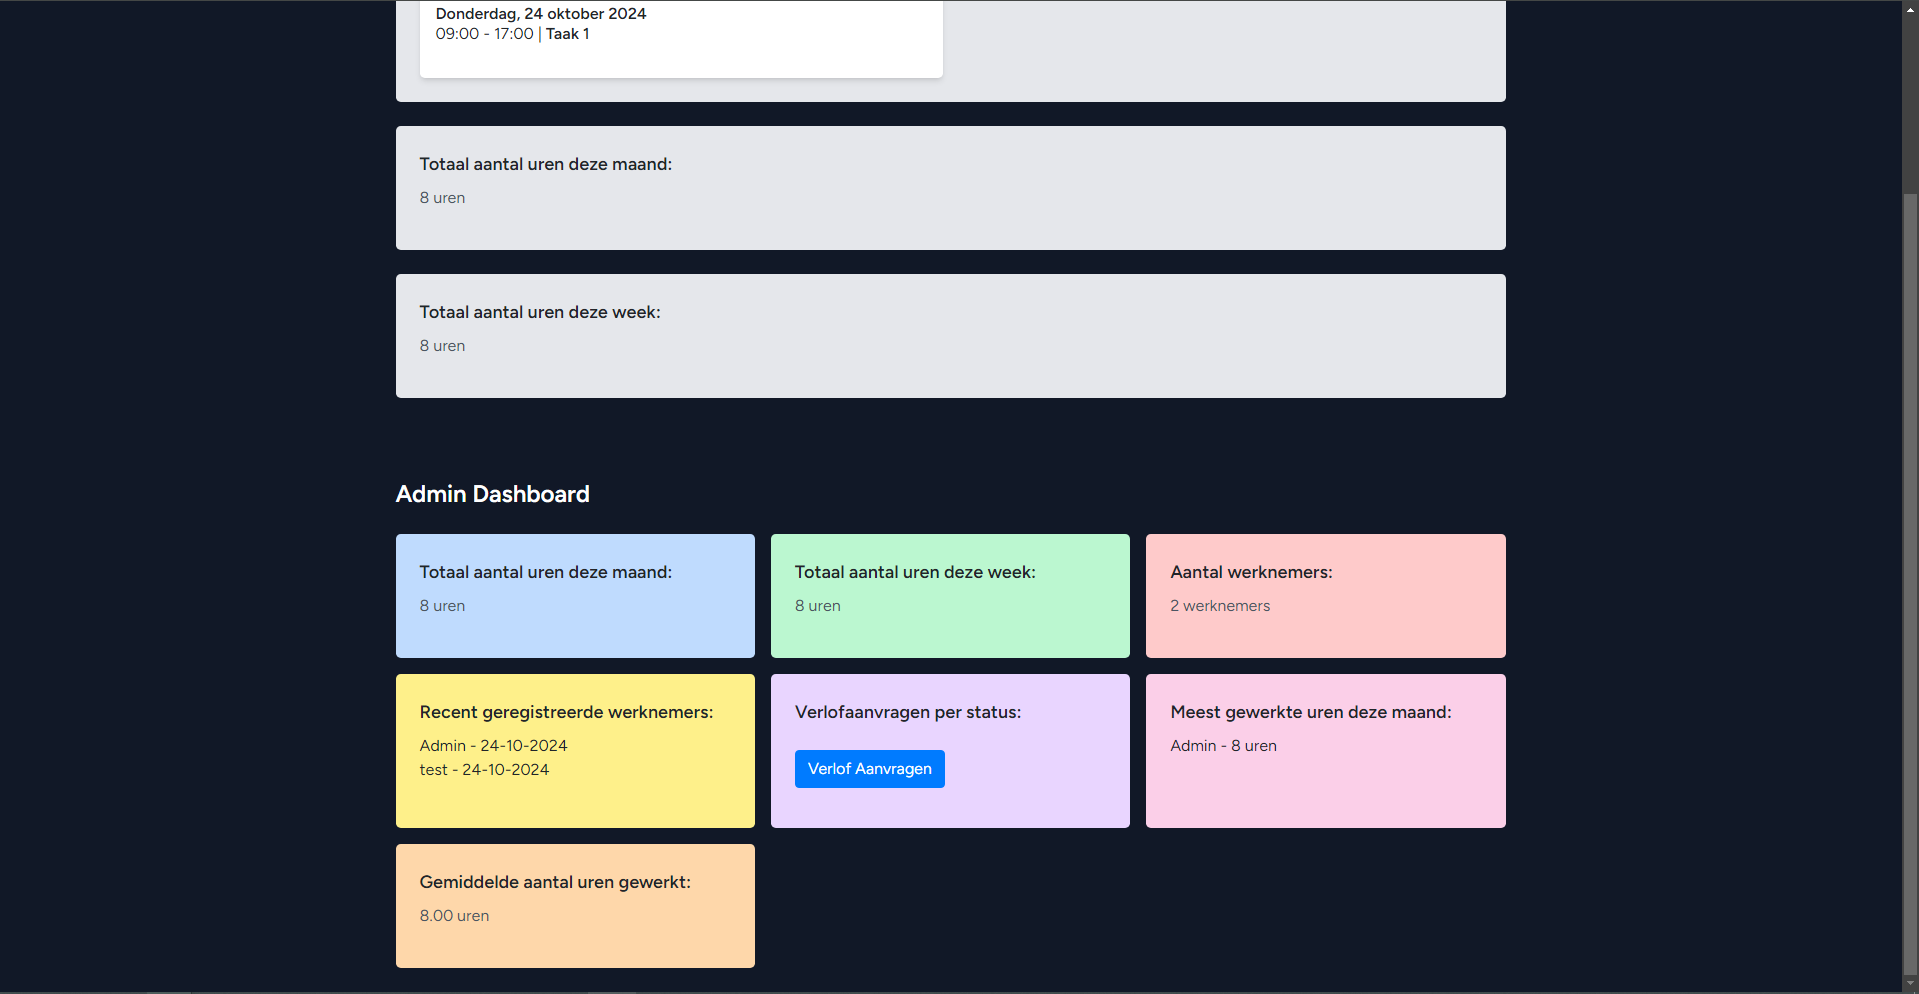 Donderdag, 24 oktober 2024
09:00 - 17:00 | Taak 1
Totaal aantal uren deze maand:
8 uren
Totaal aantal uren deze week:
8 uren
Admin Dashboard
Totaal aantal uren deze maand:
8 uren
Totaal aantal uren deze week:
8 uren
Aantal werknemers:
2 werknemers
Recent geregistreerde werknemers:
Admin - 24-10-2024
test - 24-10-2024
Verlofaanvragen per status:
Verlof Aanvragen
Meest gewerkte uren deze maand:
Admin - 8 uren
Gemiddelde aantal uren gewerkt:
8.00 uren